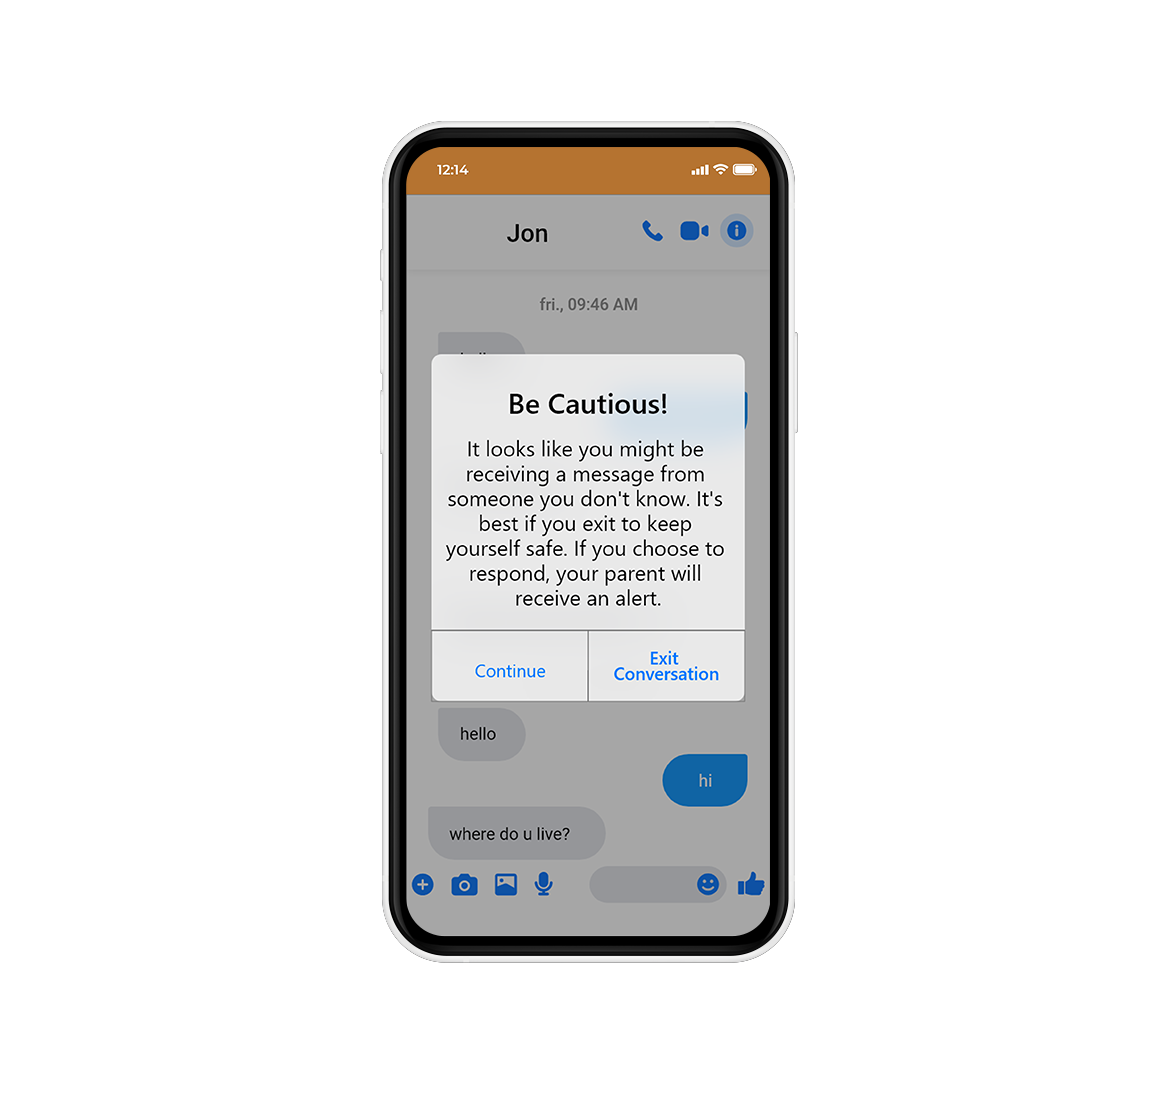 12:14
Jon
fri., 09:46 AM
Be Cautious!
It looks like you might be
receiving a message from
someone you don't know. It's
best if you exit to keep
yourself safe. If you choose to
respond, your parent will
receive an alert.
Continue
Exit
Conversation
hello
hi
where do u live?